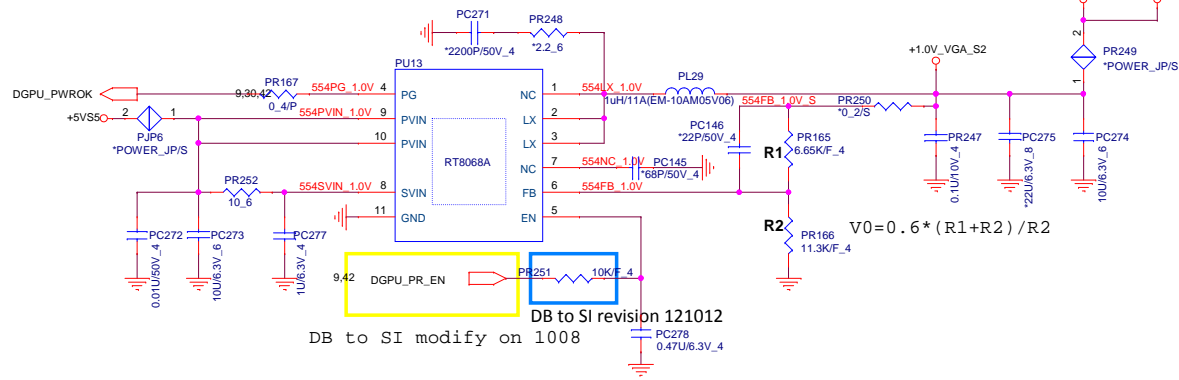 PC271
*2200P/50V_4
PR248
*2.2_6
PU13
DGPU_PWROK
9,30,42
PR167
0_4/P
554PG_1.0V
4
PG
+5VS5
2
1
PJP6
*POWER_JP/S
554PVIN_1.0V
9
PVIN
10
PVIN
RT8068A
PR252
10_6
554SVIN_1.0V
8
SVIN
11
GND
NC
1
554LX_1.0V
LX
2
LX
3
NC
7
554NC_1.0V
FB
6
554FB_1.0V
EN
5
PL29
1uH/11A(EM-10AM05V06)
554FB_1.0V_S
PR250
*0_2/S
PC146
*22P/50V_4
R1
PR165
6.65K/F_4
PC145
*68P/50V_4
R2
PR166
11.3K/F_4
+1.0V_VGA_S2
2
PR249
*POWER_JP/S
1
PR247
0.1U/10V_4
PC275
*22U/6.3V_8
PC274
10U/6.3V_6
V0=0.6*(R1+R2)/R2
PC272
0.01U/50V_4
PC273
10U/6.3V_6
PC277
1U/6.3V_4
9,42
DGPU_PR_EN
PR251
10K/F_4
DB to SI revision 121012
DB to SI modify on 1008
PC278
0.47U/6.3V_4